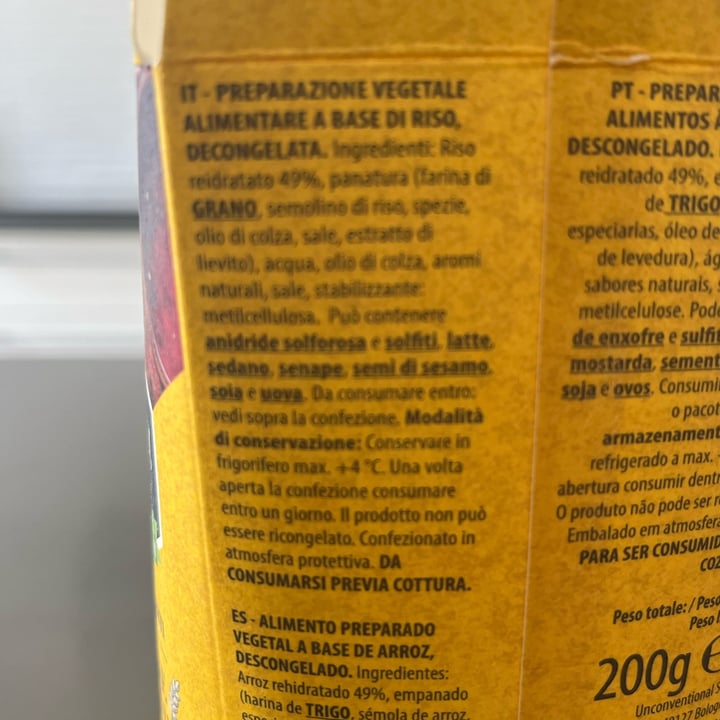 IT - PREPARAZIONE VEGETALE
ALIMENTARE A BASE DI RISO,
DECONGELATA. Ingredienti: Riso
reidratato 49%, panatura (farina di
GRANO, semolino di riso, spezie,
olio di colza, sale, estratto di
lievito), acqua, olio di colza, aromi
naturali, sale, stabilizzante:
metilcellulosa. Può contenere
anidride solforosa e solfiti, latte,
sedano, senape, semi di sesamo,
soia e uova. Da consumare entro:
vedi sopra la confezione. Modalità
di conservazione: Conservare in
frigorifero max. +4 °C. Una volta
aperta la confezione consumare
entro un giorno. Il prodotto non può
essere ricongelato. Confezionato in
atmosfera protettiva. DA
CONSUMARSI PREVIA COTTURA.
ES - ALIMENTO PREPARADO
VEGETAL A BASE DE ARROZ,
DESCONGELADO. Ingredientes:
Arroz rehidratado 49%, empanado
(harina de TRIGO, sémola de arroz,
PT - PREPAR
ALIMENTOS
DESCONGELADO.
reidratado 49%, e
de TRIGO
especiarias, óleo de
de levedura), ág
sabores naturais, s
metilcelulose. Pode
de enxofre e sulfit
mostarda, sement
soja e ovos. Consumi
o pacot
armazenament
refrigerado a max.
abertura consumir dentr
O produto não pode ser r
Embalado em atmosfera
PARA SER CONSUMID
COZ
Peso totale: / Peso
Peso
200g e
Unconventional S
40127 Bolog